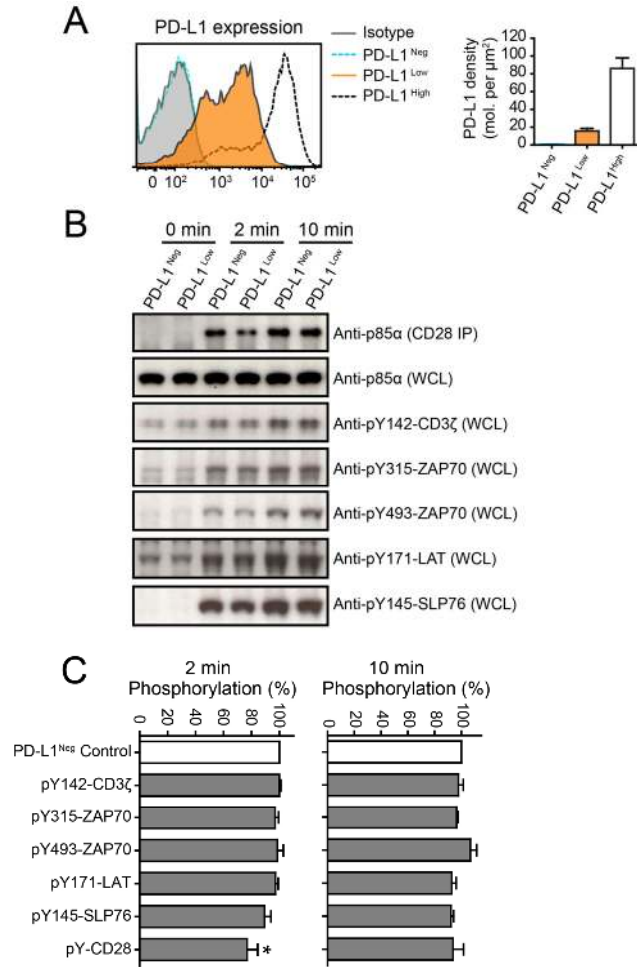 A
PD-L1 expression
Isotype
PD-L1 Neg
PD-L1 Low
PD-L1 High
0 10² 10³ 10⁴ 10⁵
PD-L1 density
(mol. per µm²)
120
100
80
60
40
20
0
PD-L1 Neg
PD-L1 Low
PD-L1 High
B
0 min 2 min 10 min
PD-L1 Neg PD-L1 Low PD-L1 Neg PD-L1 Low PD-L1 Neg PD-L1 Low
Anti-p85α (CD28 IP)
Anti-p85α (WCL)
Anti-pY142-CD3ζ (WCL)
Anti-pY315-ZAP70 (WCL)
Anti-pY493-ZAP70 (WCL)
Anti-pY171-LAT (WCL)
Anti-pY145-SLP76 (WCL)
C
2 min 10 min
Phosphorylation (%) Phosphorylation (%)
0 20 40 60 80 100 0 20 40 60 80 100
PD-L1 Neg Control
pY142-CD3ζ
pY315-ZAP70
pY493-ZAP70
pY171-LAT
pY145-SLP76
pY-CD28 *